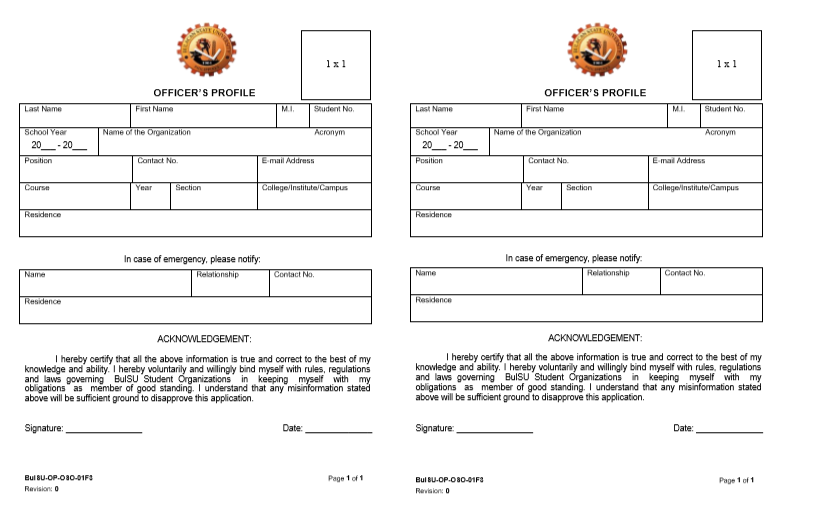 1 x 1
OFFICER'S PROFILE
Last Name First Name M.I. Student No.
School Year Name of the Organization Acronym
20___ - 20___
Position Contact No. E-mail Address
Course Year Section College/Institute/Campus
Residence
In case of emergency, please notify:
Name Relationship Contact No.
Residence
ACKNOWLEDGEMENT:
I hereby certify that all the above information is true and correct to the best of my
knowledge and ability. I hereby voluntarily and willingly bind myself with rules, regulations
and laws governing BulSU Student Organizations in keeping myself with my
obligations as member of good standing. I understand that any misinformation stated
above will be sufficient ground to disapprove this application.
Signature: ________________ Date: ______________
BulSU-OP-OSO-01F3 Page 1 of 1
Revision: 0
1 x 1
OFFICER'S PROFILE
Last Name First Name M.I. Student No.
School Year Name of the Organization Acronym
20___ - 20___
Position Contact No. E-mail Address
Course Year Section College/Institute/Campus
Residence
In case of emergency, please notify:
Name Relationship Contact No.
Residence
ACKNOWLEDGEMENT:
I hereby certify that all the above information is true and correct to the best of my
knowledge and ability. I hereby voluntarily and willingly bind myself with rules, regulations
and laws governing BulSU Student Organizations in keeping myself with my
obligations as member of good standing. I understand that any misinformation stated
above will be sufficient ground to disapprove this application.
Signature: ________________ Date: ______________
BulSU-OP-OSO-01F3 Page 1 of 1
Revision: 0